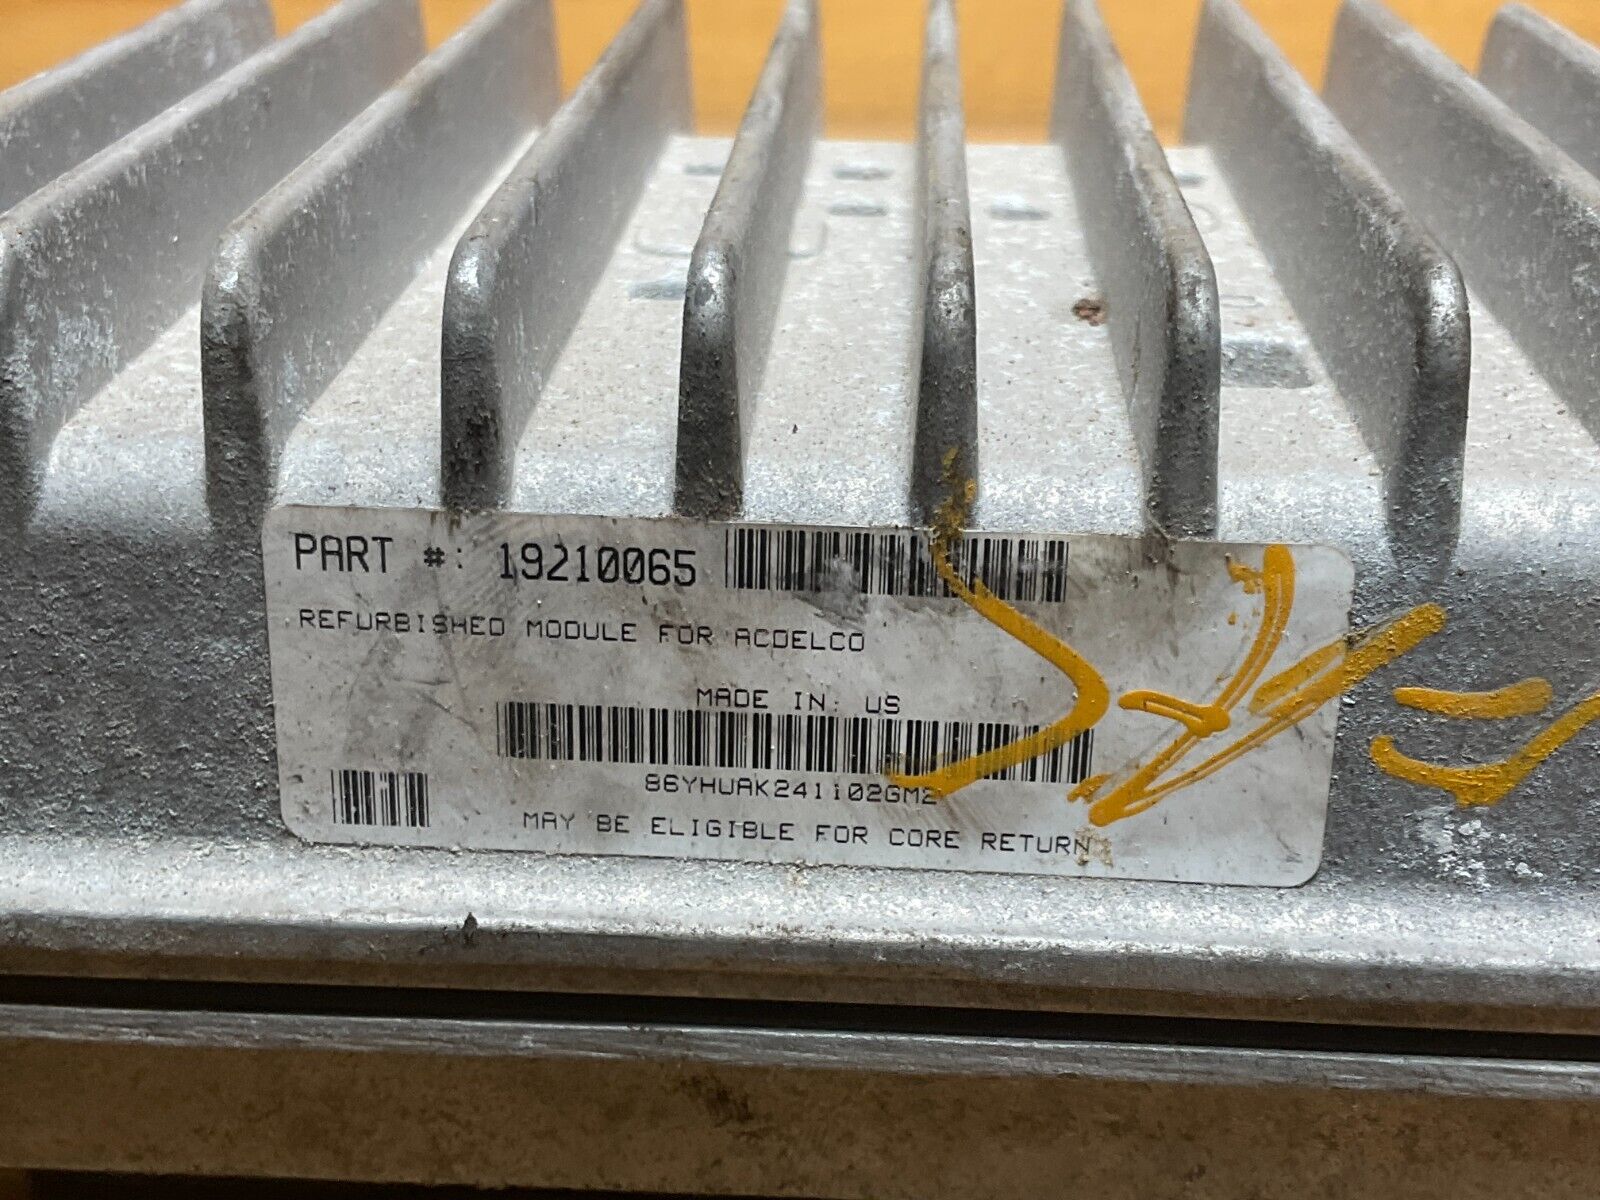 PART #: 19210065
REFURBISHED MODULE FOR ACDELCO
MADE IN: US
86YHUAK241102GM2
MAY BE ELIGIBLE FOR CORE RETURN